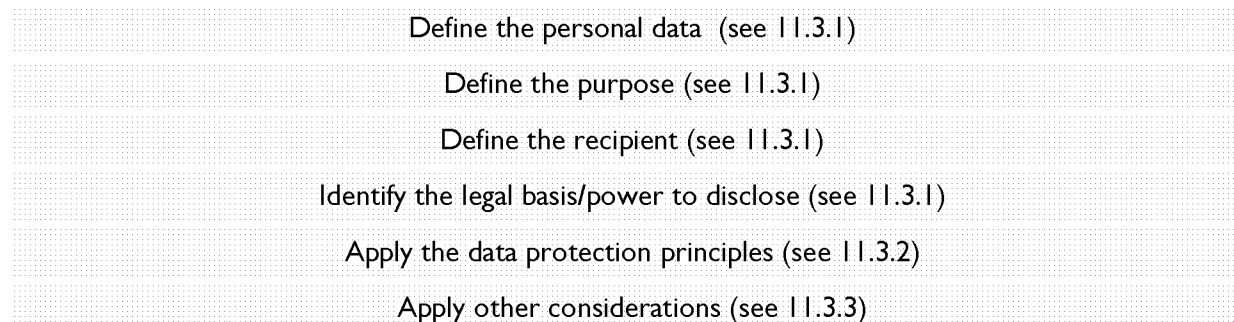 Define the personal data  (see 11.3.1)
Define the purpose (see 11.3.1)
Define the recipient (see 11.3.1)
Identify the legal basis/power to disclose (see 11.3.1)
Apply the data protection principles (see 11.3.2)
Apply other considerations (see 11.3.3)